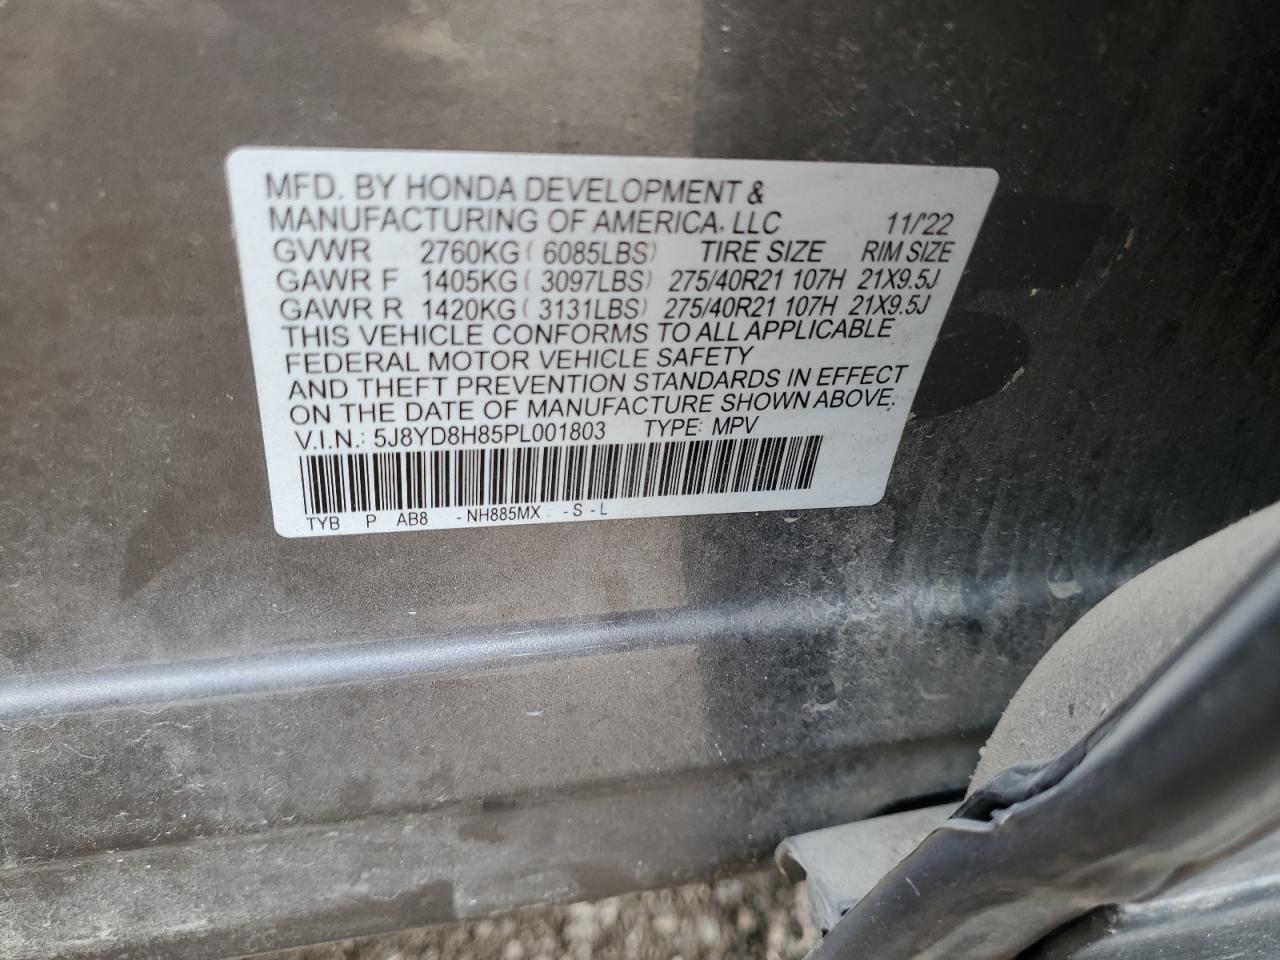 MFD. BY HONDA DEVELOPMENT &
MANUFACTURING OF AMERICA, LLC 11/'22
GVWR 2760KG ( 6085LBS) TIRE SIZE RIM SIZE
GAWR F 1405KG ( 3097LBS) 275/40R21 107H 21X9.5J
GAWR R 1420KG ( 3131LBS) 275/40R21 107H 21X9.5J
THIS VEHICLE CONFORMS TO ALL APPLICABLE
FEDERAL MOTOR VEHICLE SAFETY
AND THEFT PREVENTION STANDARDS IN EFFECT
ON THE DATE OF MANUFACTURE SHOWN ABOVE.
V.I.N.: 5J8YD8H85PL001803 TYPE: MPV
TYB P AB8 -NH885MX -S-L